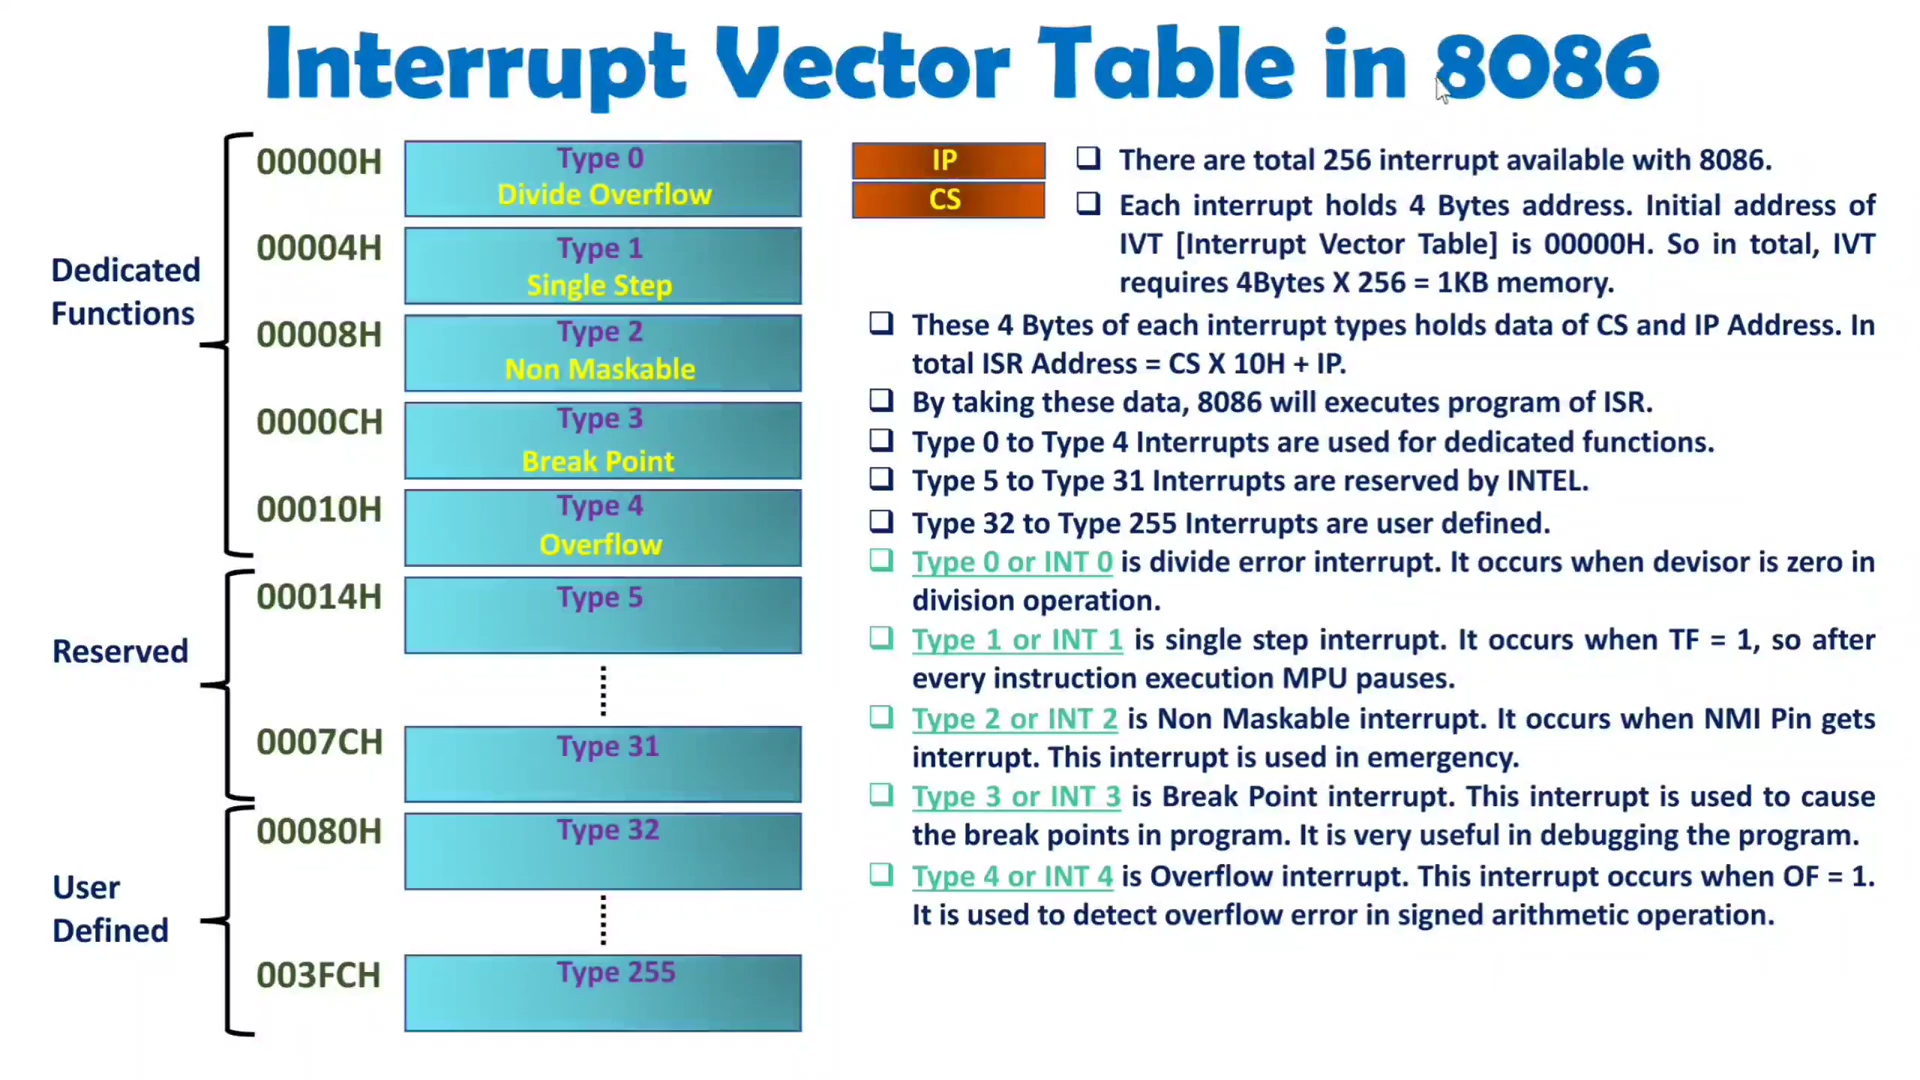 Interrupt Vector Table in 8086
Dedicated
Functions
00000H
Type 0
Divide Overflow
00004H
Type 1
Single Step
00008H
Type 2
Non Maskable
0000CH
Type 3
Break Point
00010H
Type 4
Overflow
Reserved
00014H
Type 5
0007CH
Type 31
User
Defined
00080H
Type 32
003FCH
Type 255
IP
CS
There are total 256 interrupt available with 8086.
Each interrupt holds 4 Bytes address. Initial address of
IVT [Interrupt Vector Table] is 00000H. So in total, IVT
requires 4Bytes X 256 = 1KB memory.
These 4 Bytes of each interrupt types holds data of CS and IP Address. In
total ISR Address = CS X 10H + IP.
By taking these data, 8086 will executes program of ISR.
Type 0 to Type 4 Interrupts are used for dedicated functions.
Type 5 to Type 31 Interrupts are reserved by INTEL.
Type 32 to Type 255 Interrupts are user defined.
Type 0 or INT 0 is divide error interrupt. It occurs when devisor is zero in
division operation.
Type 1 or INT 1 is single step interrupt. It occurs when TF = 1, so after
every instruction execution MPU pauses.
Type 2 or INT 2 is Non Maskable interrupt. It occurs when NMI Pin gets
interrupt. This interrupt is used in emergency.
Type 3 or INT 3 is Break Point interrupt. This interrupt is used to cause
the break points in program. It is very useful in debugging the program.
Type 4 or INT 4 is Overflow interrupt. This interrupt occurs when OF = 1.
It is used to detect overflow error in signed arithmetic operation.